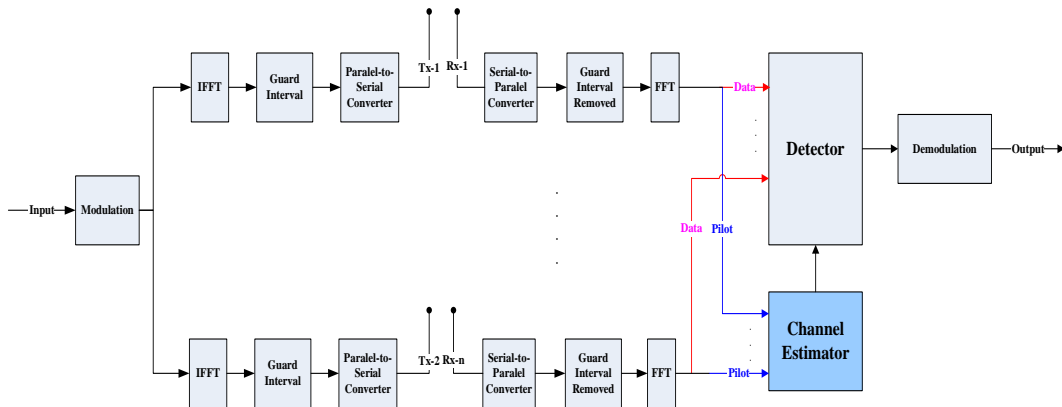 Input
Modulation
IFFT
Guard
Interval
Paralel-to-
Serial
Converter
Tx-1
Rx-1
Serial-to-
Paralel
Converter
Guard
Interval
Removed
FFT
Data
Detector
Demodulation
Output
Data
Pilot
IFFT
Guard
Interval
Paralel-to-
Serial
Converter
Tx-2
Rx-n
Serial-to-
Paralel
Converter
Guard
Interval
Removed
FFT
Pilot
Channel
Estimator